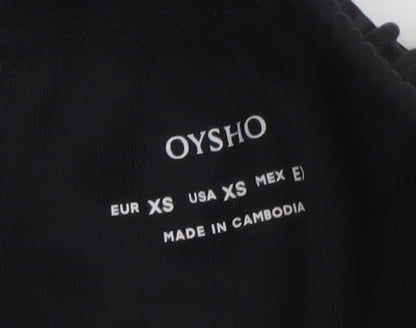 OYSHO
EUR XS USA XS MEX
MADE IN CAMBODIA